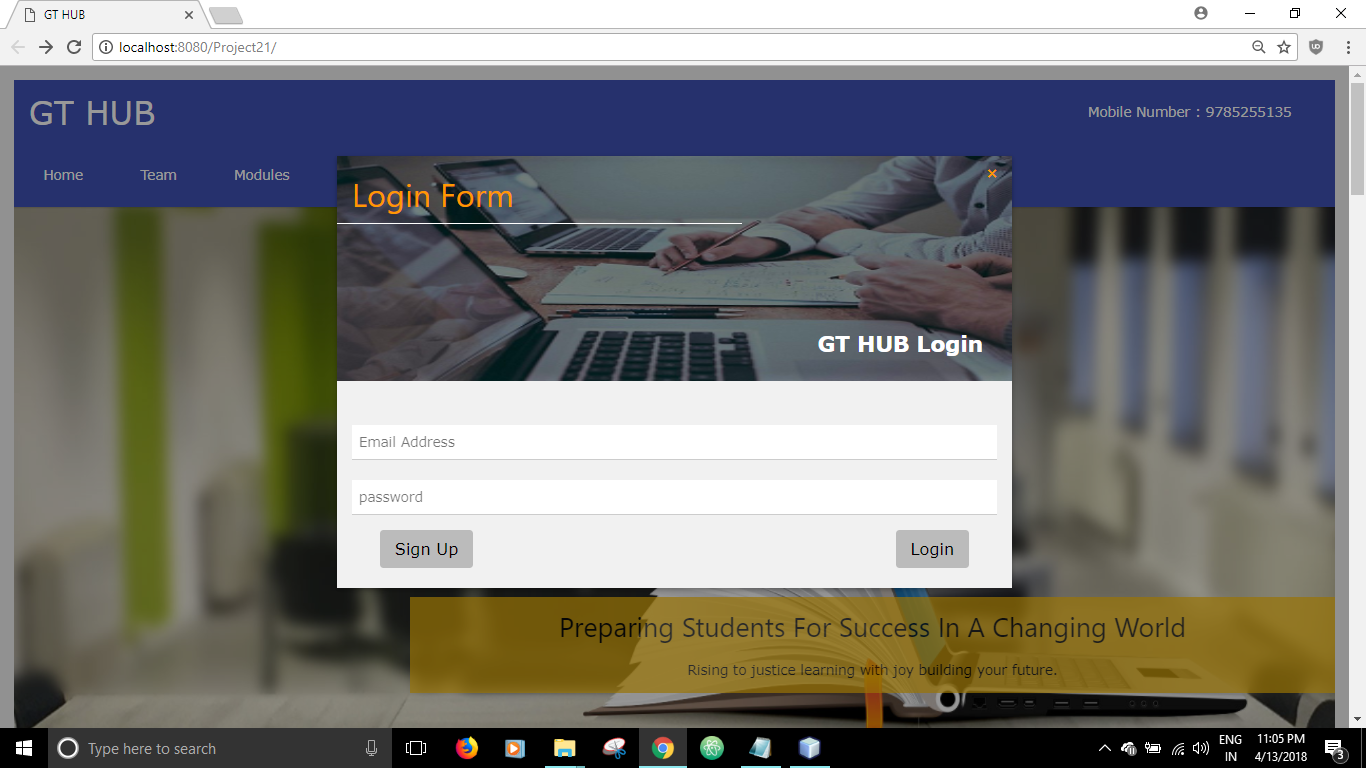 GT HUB
localhost:8080/Project21/
GT HUB
Mobile Number : 9785255135
Home Team Modules
×
Login Form
GT HUB Login
Email Address
password
Sign Up Login
Preparing Students For Success In A Changing World
Rising to justice learning with joy building your future.
Type here to search
ENG
IN
11:05 PM
4/13/2018
3